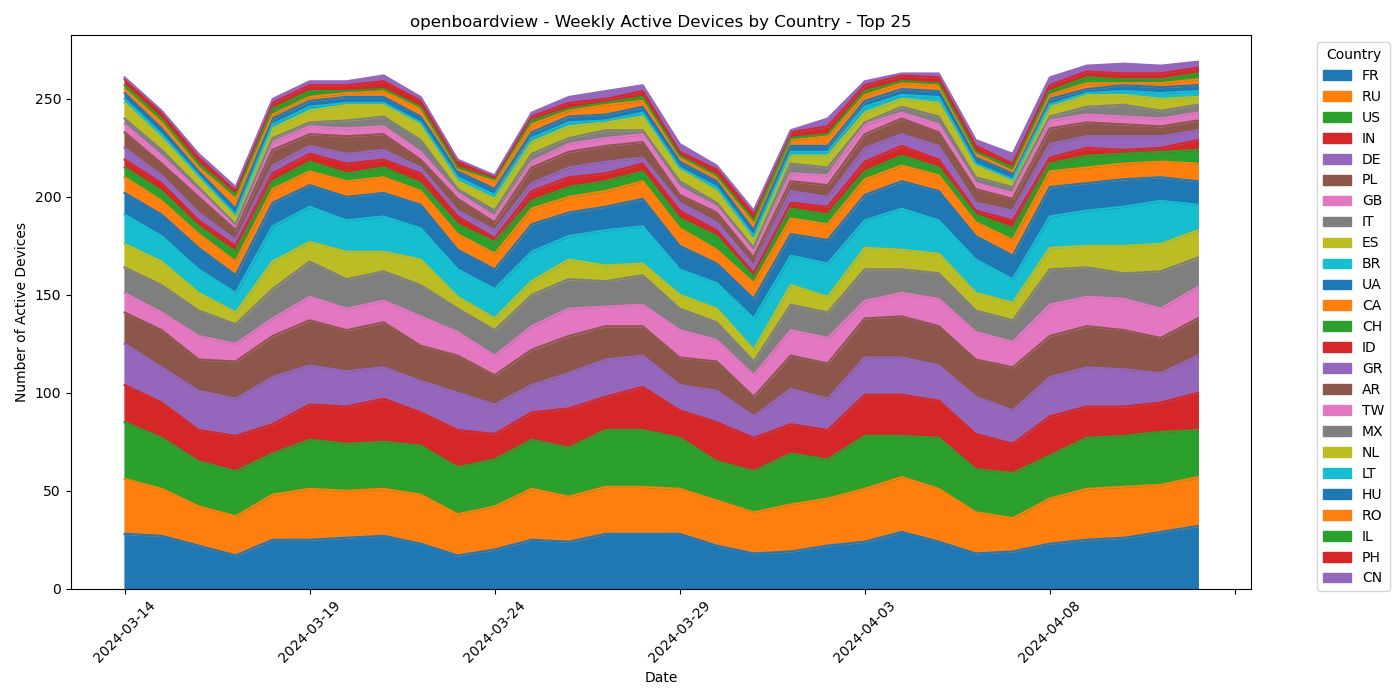 openboardview - Weekly Active Devices by Country - Top 25
Number of Active Devices
250
200
150
100
50
0
2024-03-14
2024-03-19
2024-03-24
2024-03-29
2024-04-03
2024-04-08
Date
Country
FR
RU
US
IN
DE
PL
GB
IT
ES
BR
UA
CA
CH
ID
GR
AR
TW
MX
NL
LT
HU
RO
IL
PH
CN